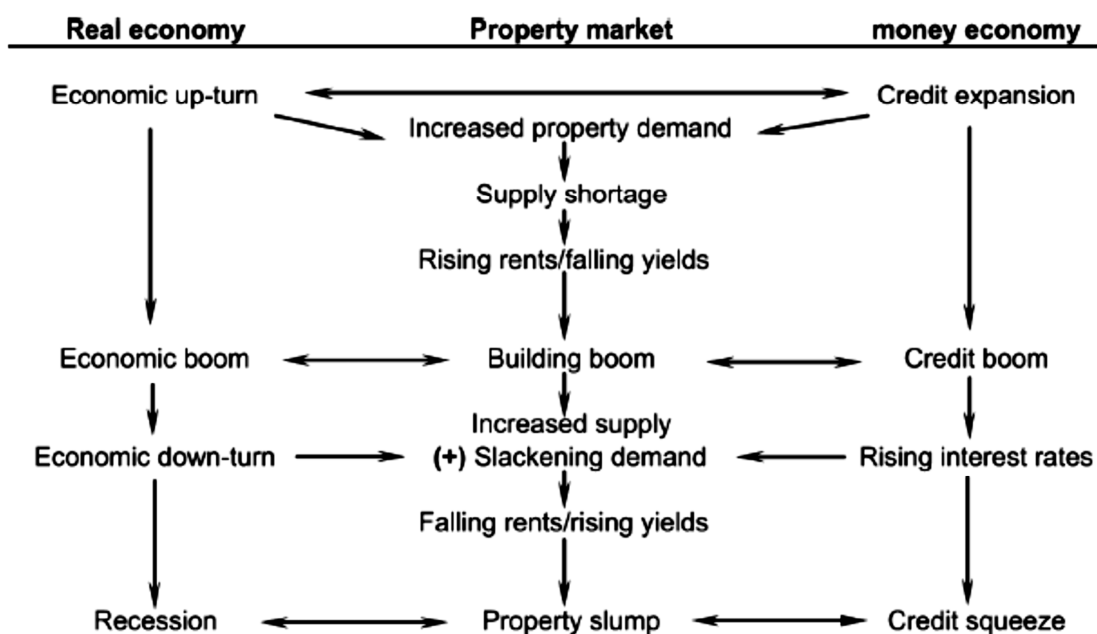 Real economy Property market money economy
Economic up-turn Credit expansion
Increased property demand
Supply shortage
Rising rents/falling yields
Economic boom Building boom Credit boom
Increased supply
Economic down-turn (+) Slackening demand Rising interest rates
Falling rents/rising yields
Recession Property slump Credit squeeze